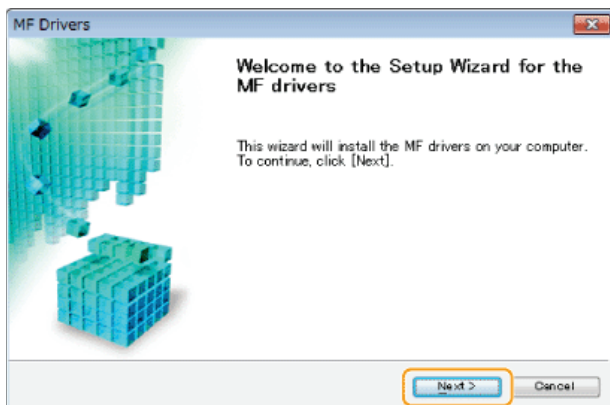 MF Drivers
Welcome to the Setup Wizard for the
MF drivers
This wizard will install the MF drivers on your computer.
To continue, click [Next].
Next >
Cancel